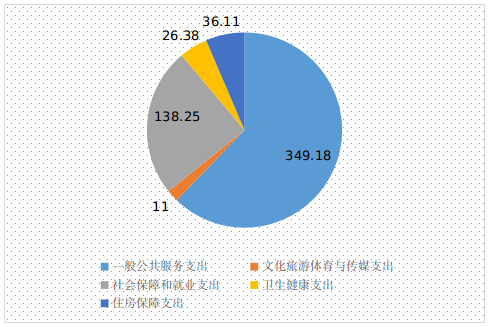 36.11
26.38
138.25
349.18
11
一般公共服务支出
文化旅游体育与传媒支出
社会保障和就业支出
卫生健康支出
住房保障支出